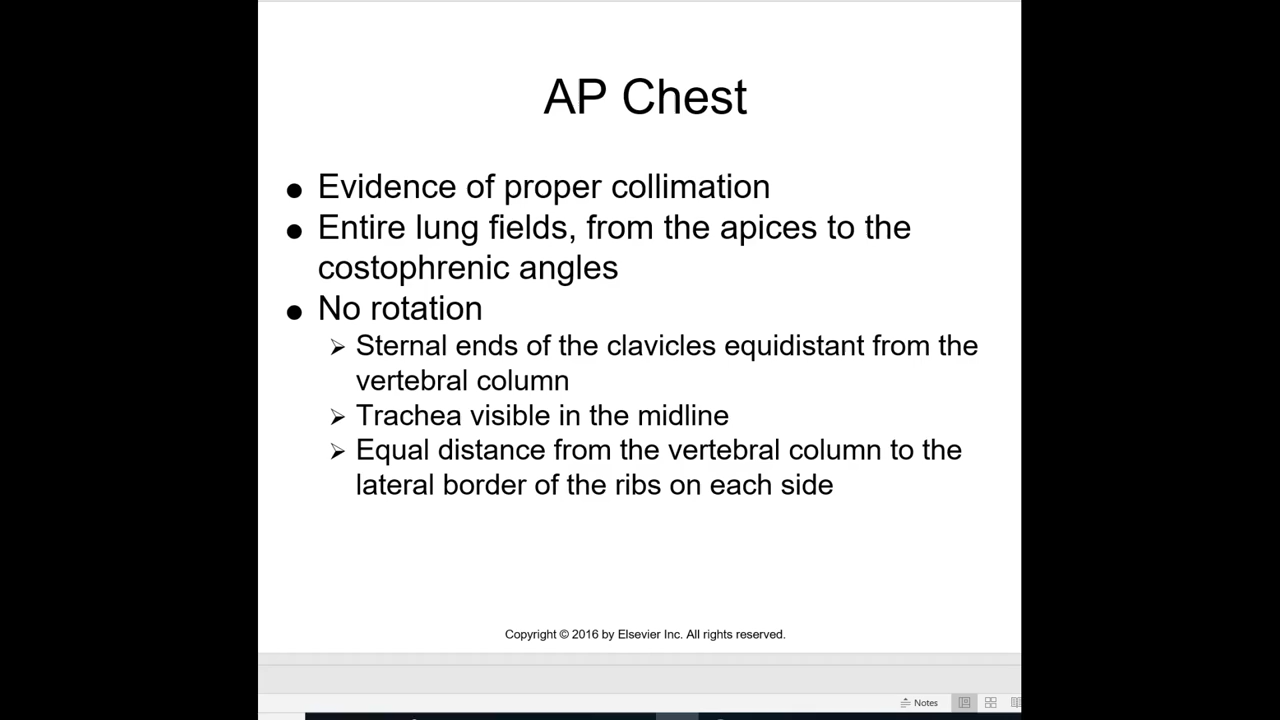 AP Chest
● Evidence of proper collimation
● Entire lung fields, from the apices to the
costophrenic angles
● No rotation
➢ Sternal ends of the clavicles equidistant from the
vertebral column
➢ Trachea visible in the midline
➢ Equal distance from the vertebral column to the
lateral border of the ribs on each side
Copyright © 2016 by Elsevier Inc. All rights reserved.
Notes